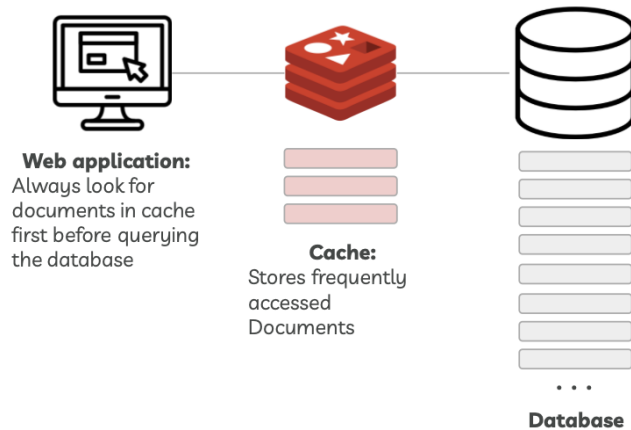 Web application:
Always look for
documents in cache
first before querying
the database
Cache:
Stores frequently
accessed
Documents
...
Database